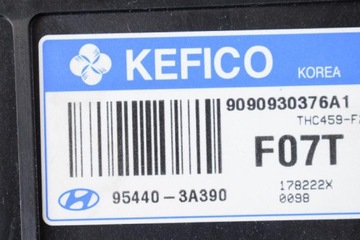 KEFICO
KOREA
9090930376A1
F07T
95440-3A390
178222X
0098